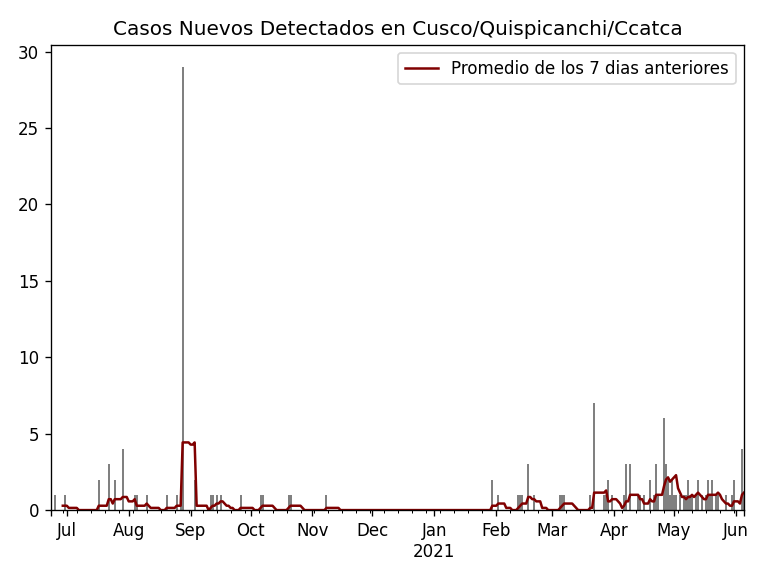 Casos Nuevos Detectados en Cusco/Quispicanchi/Ccatca
Promedio de los 7 dias anteriores
30
25
20
15
10
5
0
Jul Aug Sep Oct Nov Dec Jan Feb Mar Apr May Jun
2021